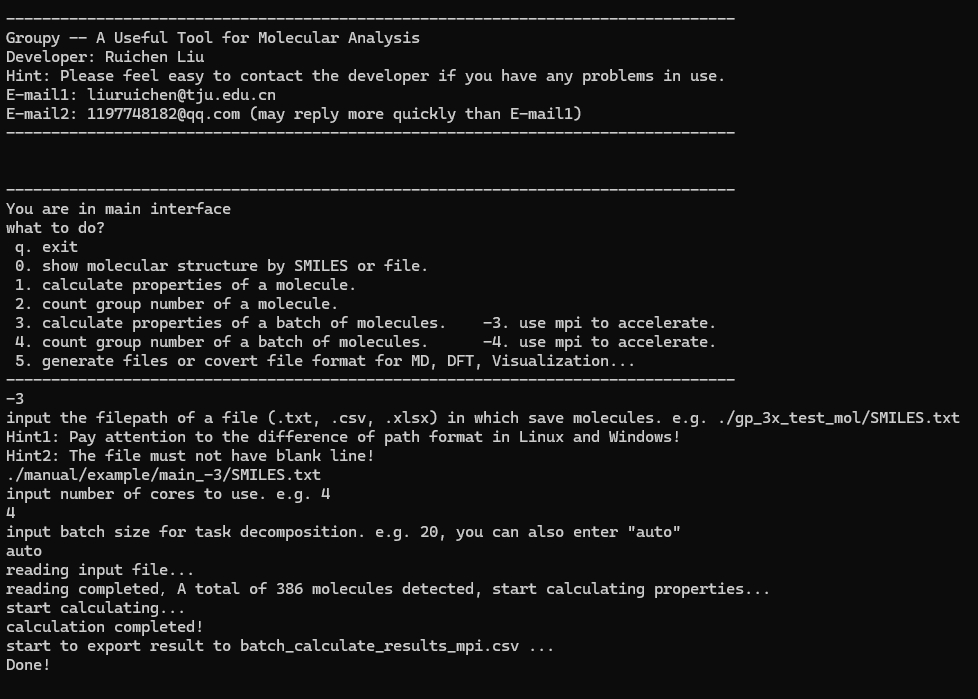 ---------------------------------------------------------------------------------
Groupy -- A Useful Tool for Molecular Analysis
Developer: Ruichen Liu
Hint: Please feel easy to contact the developer if you have any problems in use.
E-mail1: liuruichen@tju.edu.cn
E-mail2: 1197748182@qq.com (may reply more quickly than E-mail1)
---------------------------------------------------------------------------------
---------------------------------------------------------------------------------
You are in main interface
what to do?
 q. exit
 0. show molecular structure by SMILES or file.
 1. calculate properties of a molecule.
 2. count group number of a molecule.
 3. calculate properties of a batch of molecules.    -3. use mpi to accelerate.
 4. count group number of a batch of molecules.      -4. use mpi to accelerate.
 5. generate files or covert file format for MD, DFT, Visualization...
---------------------------------------------------------------------------------
-3
input the filepath of a file (.txt, .csv, .xlsx) in which save molecules. e.g. ./gp_3x_test_mol/SMILES.txt
Hint1: Pay attention to the difference of path format in Linux and Windows!
Hint2: The file must not have blank line!
./manual/example/main_-3/SMILES.txt
input number of cores to use. e.g. 4
4
input batch size for task decomposition. e.g. 20, you can also enter "auto"
auto
reading input file...
reading completed, A total of 386 molecules detected, start calculating properties...
start calculating...
calculation completed!
start to export result to batch_calculate_results_mpi.csv ...
Done!